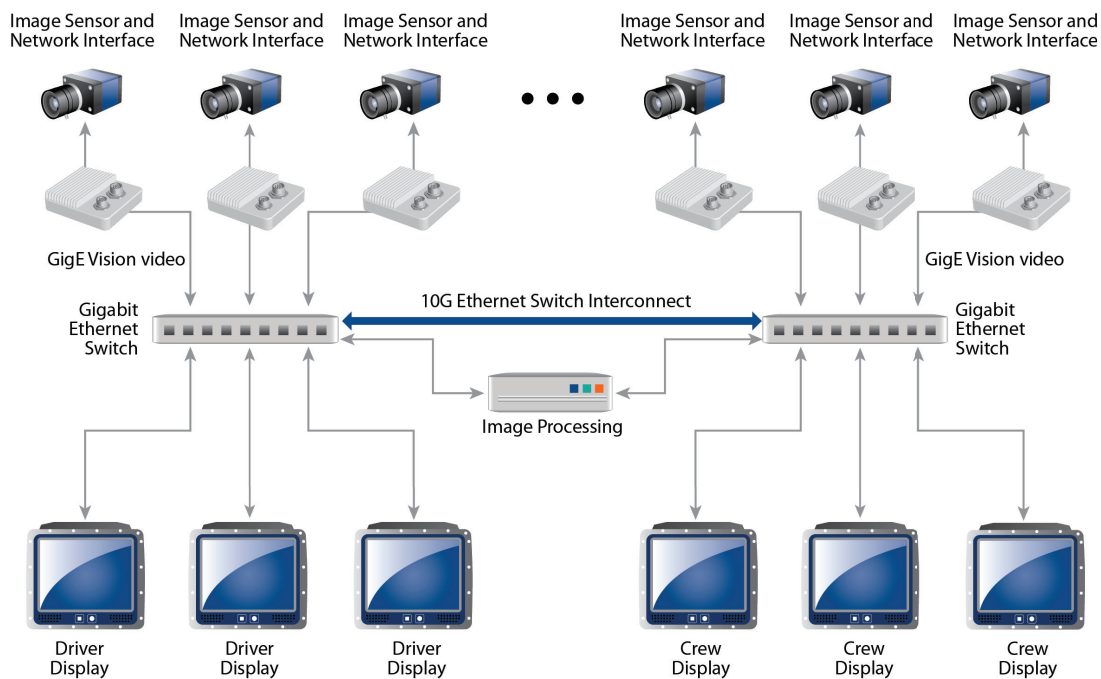 Image Sensor and
Network Interface
Image Sensor and
Network Interface
Image Sensor and
Network Interface
Image Sensor and
Network Interface
Image Sensor and
Network Interface
Image Sensor and
Network Interface
GigE Vision video
GigE Vision video
Gigabit
Ethernet
Switch
10G Ethernet Switch Interconnect
Gigabit
Ethernet
Switch
Image Processing
Driver
Display
Driver
Display
Driver
Display
Crew
Display
Crew
Display
Crew
Display